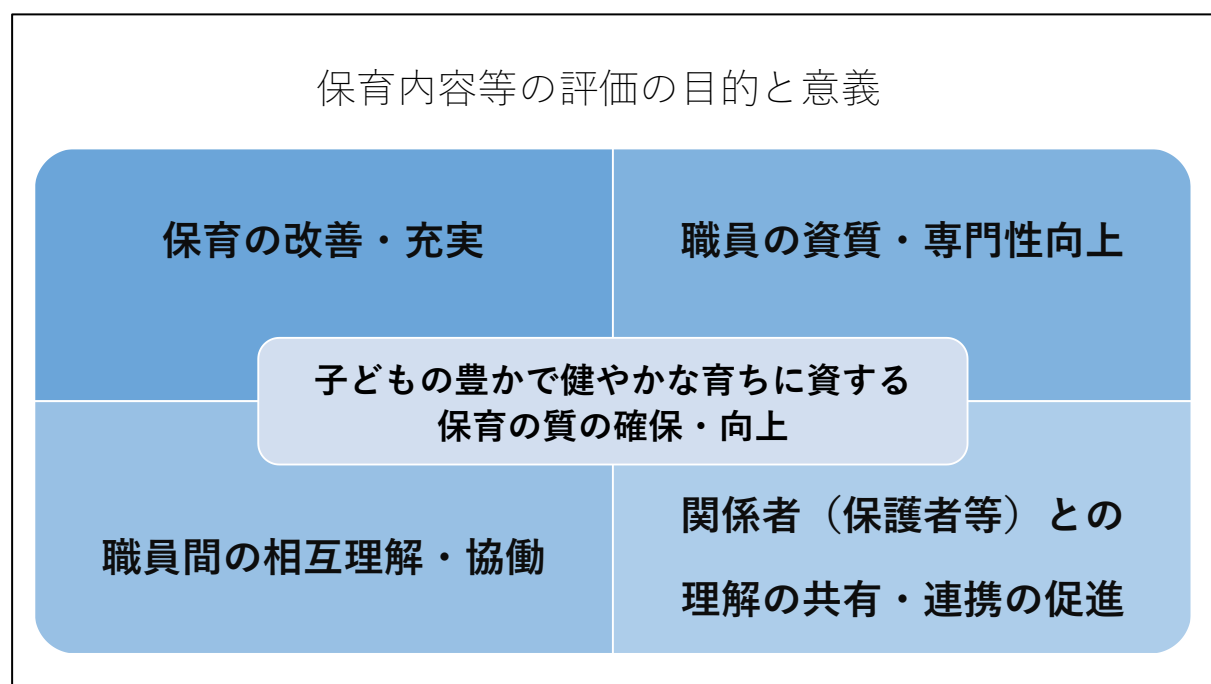 保育内容等の評価の目的と意義
保育の改善・充実
職員の資質・専門性向上
子どもの豊かで健やかな育ちに資する
保育の質の確保・向上
職員間の相互理解・協働
関係者（保護者等）との
理解の共有・連携の促進